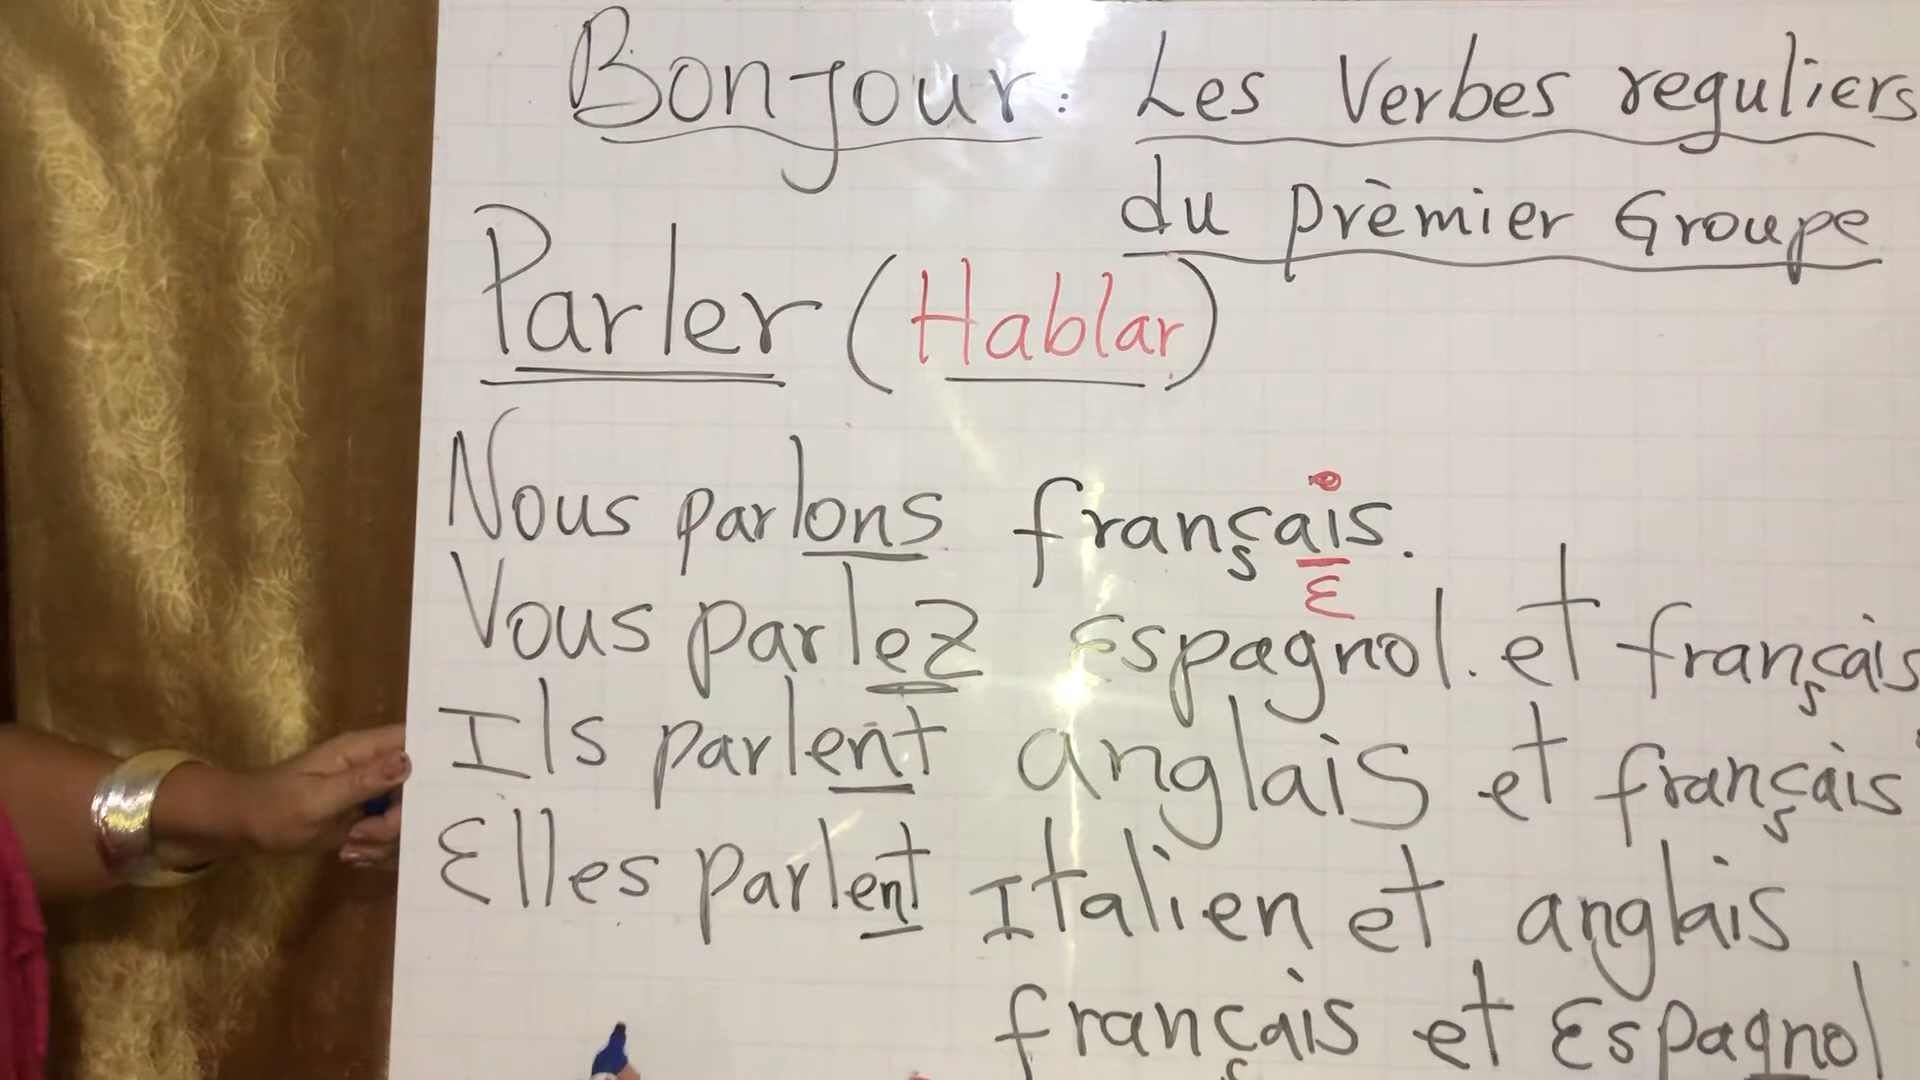 Bonjour: Les Verbes reguliers
du prèmier Groupe
Parler (Hablar)
Nous parlons français.
ε
Vous parlez Espagnol. et français
Ils parlent anglais et français
Elles parlent Italien et anglais
français et Espagnol